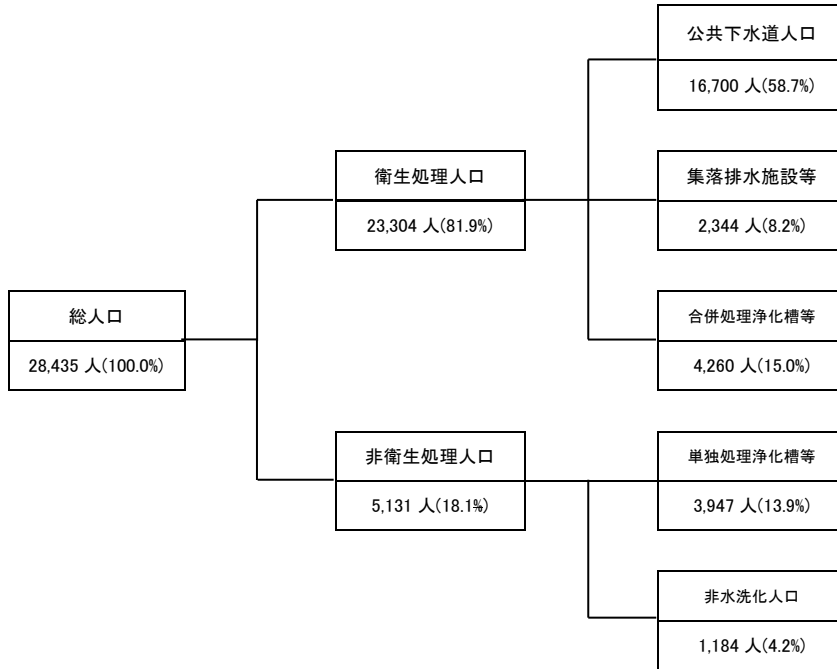 公共下水道人口
16,700 人(58.7%)
衛生処理人口
23,304 人(81.9%)
集落排水施設等
2,344 人(8.2%)
総人口
28,435 人(100.0%)
合併処理浄化槽等
4,260 人(15.0%)
非衛生処理人口
5,131 人(18.1%)
単独処理浄化槽等
3,947 人(13.9%)
非水洗化人口
1,184 人(4.2%)